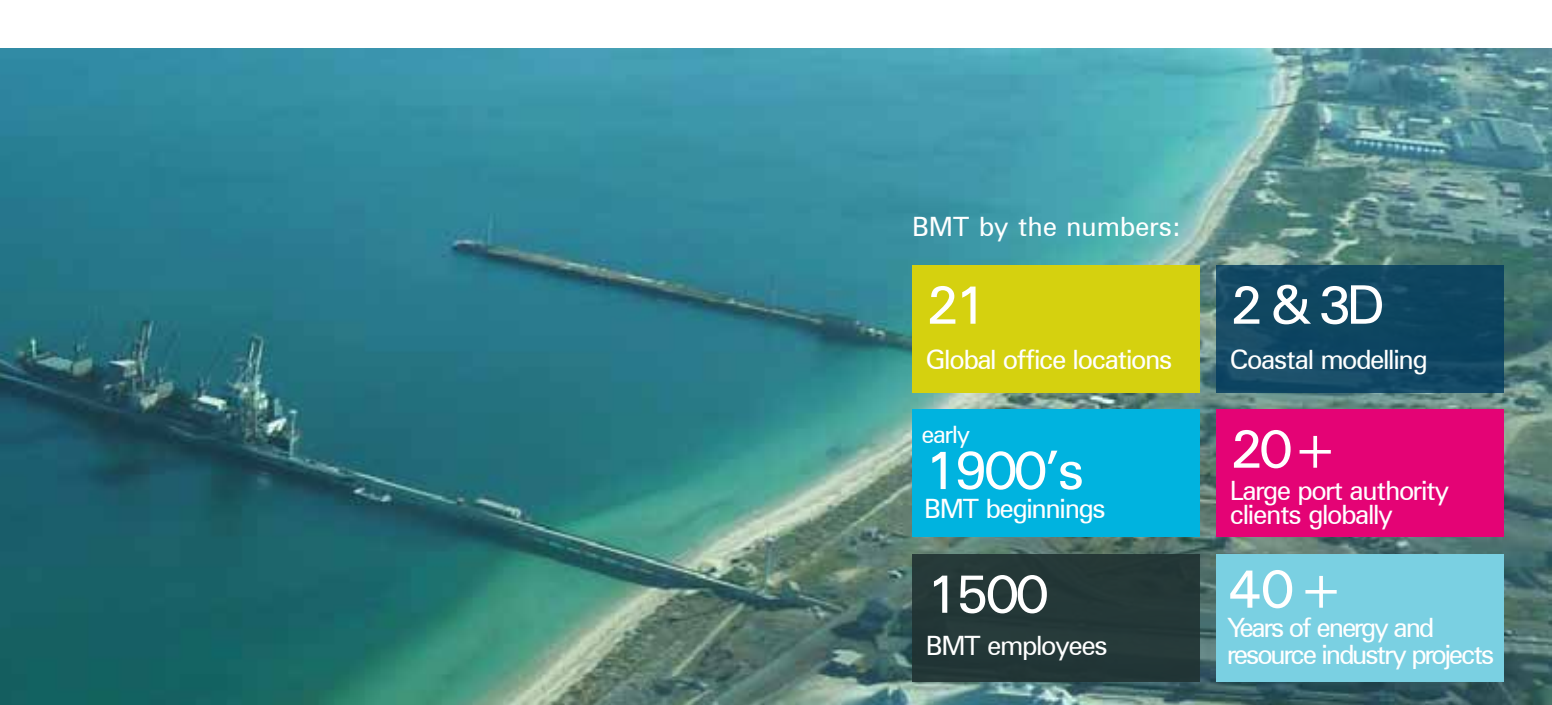 BMT by the numbers:
21
Global office locations
2 & 3D
Coastal modelling
early
1900’s
BMT beginnings
20+
Large port authority
clients globally
1500
BMT employees
40+
Years of energy and
resource industry projects